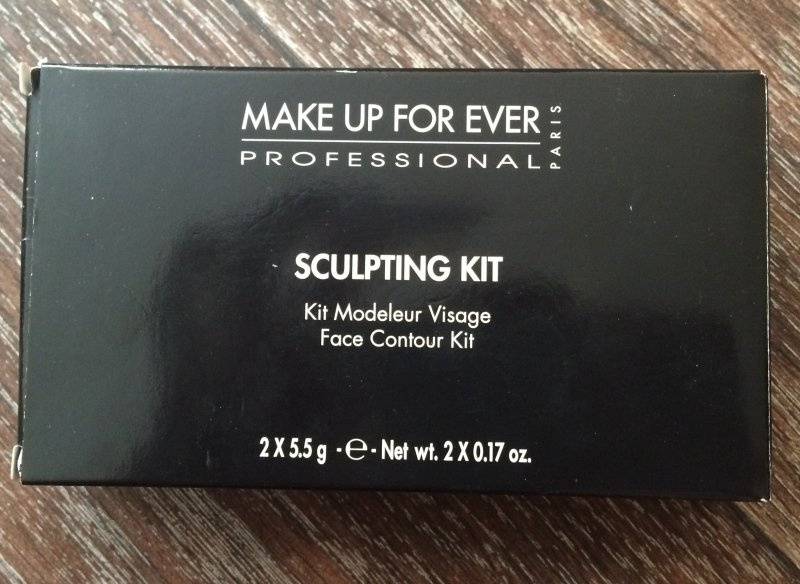 MAKE UP FOR EVER
PARIS
PROFESSIONAL
SCULPTING KIT
Kit Modeleur Visage
Face Contour Kit
2 X 5.5 g - ℮ - Net wt. 2 X 0.17 oz.